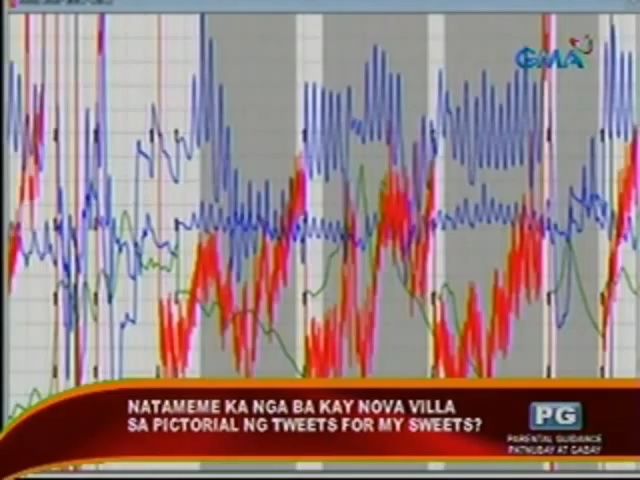 GMA
NATAMEME KA NGA BA KAY NOVA VILLA
SA PICTORIAL NG TWEETS FOR MY SWEETS?
PG
PARENTAL GUIDANCE
PATNUBAY AT GABAY